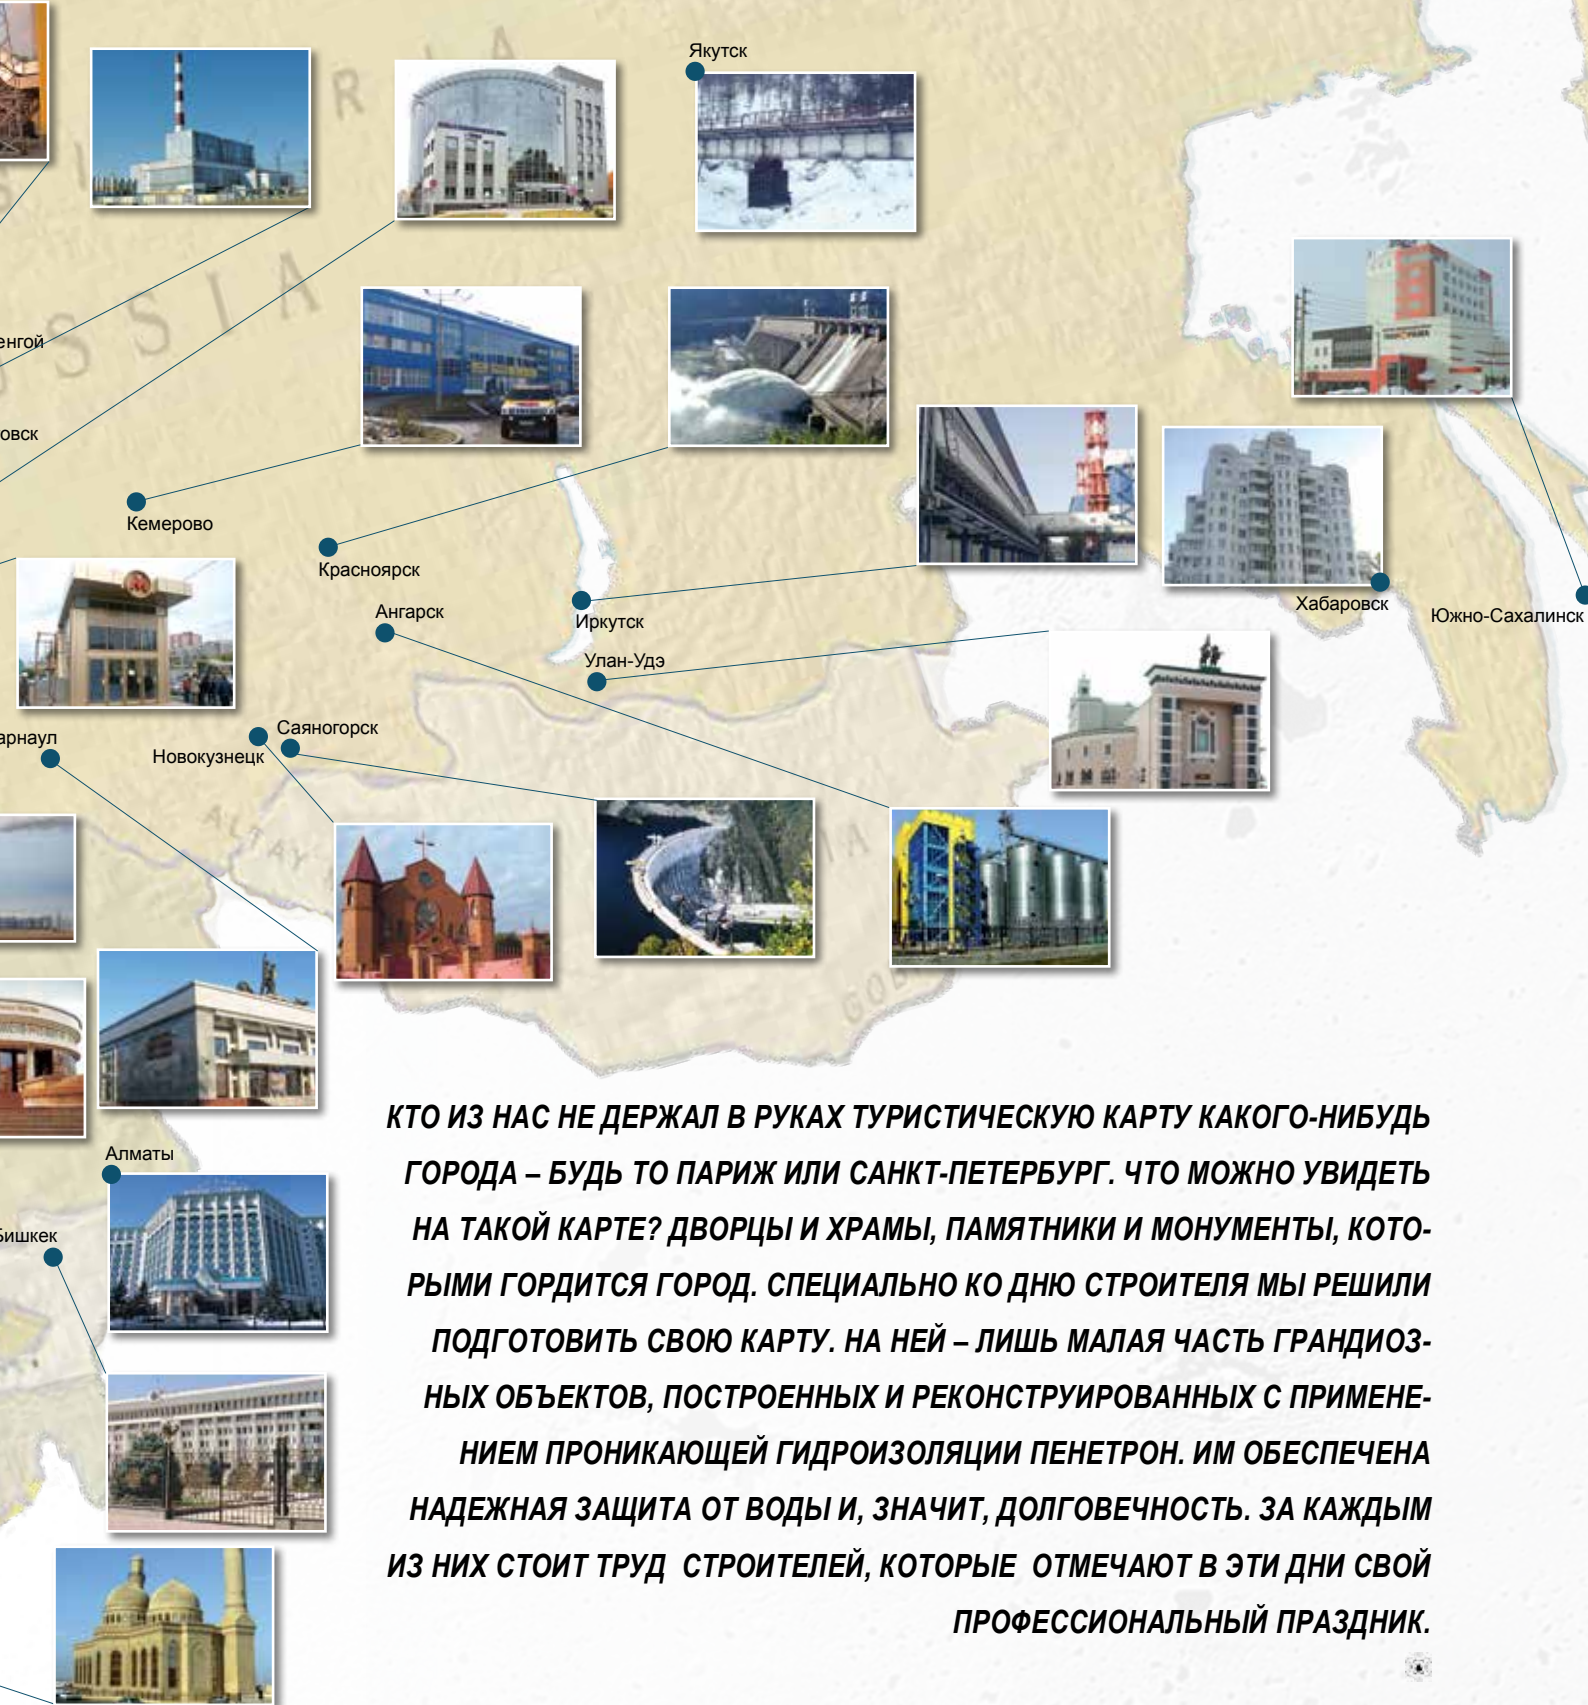 SIBERIA
RUSSIA
Якутск
енгой
овск
Кемерово
Красноярск
Ангарск
Иркутск
Улан-Удэ
Хабаровск
Южно-Сахалинск
арнаул
Новокузнецк
Саяногорск
ALTAY
GOB
Алматы
Бишкек
КТО ИЗ НАС НЕ ДЕРЖАЛ В РУКАХ ТУРИСТИЧЕСКУЮ КАРТУ КАКОГО-НИБУДЬ
ГОРОДА – БУДЬ ТО ПАРИЖ ИЛИ САНКТ-ПЕТЕРБУРГ. ЧТО МОЖНО УВИДЕТЬ
НА ТАКОЙ КАРТЕ? ДВОРЦЫ И ХРАМЫ, ПАМЯТНИКИ И МОНУМЕНТЫ, КОТО-
РЫМИ ГОРДИТСЯ ГОРОД. СПЕЦИАЛЬНО КО ДНЮ СТРОИТЕЛЯ МЫ РЕШИЛИ
ПОДГОТОВИТЬ СВОЮ КАРТУ. НА НЕЙ – ЛИШЬ МАЛАЯ ЧАСТЬ ГРАНДИОЗ-
НЫХ ОБЪЕКТОВ, ПОСТРОЕННЫХ И РЕКОНСТРУИРОВАННЫХ С ПРИМЕНЕ-
НИЕМ ПРОНИКАЮЩЕЙ ГИДРОИЗОЛЯЦИИ ПЕНЕТРОН. ИМ ОБЕСПЕЧЕНА
НАДЕЖНАЯ ЗАЩИТА ОТ ВОДЫ И, ЗНАЧИТ, ДОЛГОВЕЧНОСТЬ. ЗА КАЖДЫМ
ИЗ НИХ СТОИТ ТРУД СТРОИТЕЛЕЙ, КОТОРЫЕ ОТМЕЧАЮТ В ЭТИ ДНИ СВОЙ
ПРОФЕССИОНАЛЬНЫЙ ПРАЗДНИК.